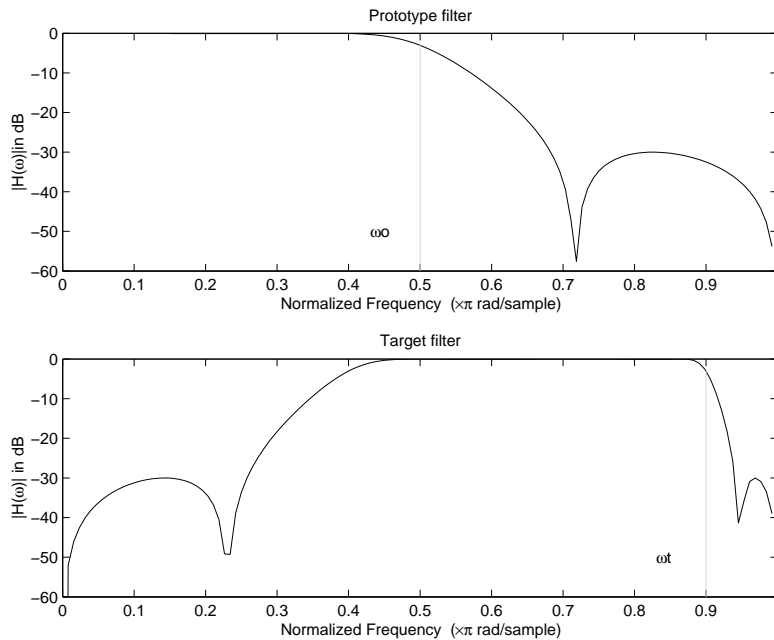 Prototype filter
0
−10
−20
−30
−40
−50
−60
|H(ω)|in dB
ωo
0 0.1 0.2 0.3 0.4 0.5 0.6 0.7 0.8 0.9
Normalized Frequency (×π rad/sample)
Target filter
0
−10
−20
−30
−40
−50
−60
|H(ω)| in dB
ωt
0 0.1 0.2 0.3 0.4 0.5 0.6 0.7 0.8 0.9
Normalized Frequency (×π rad/sample)